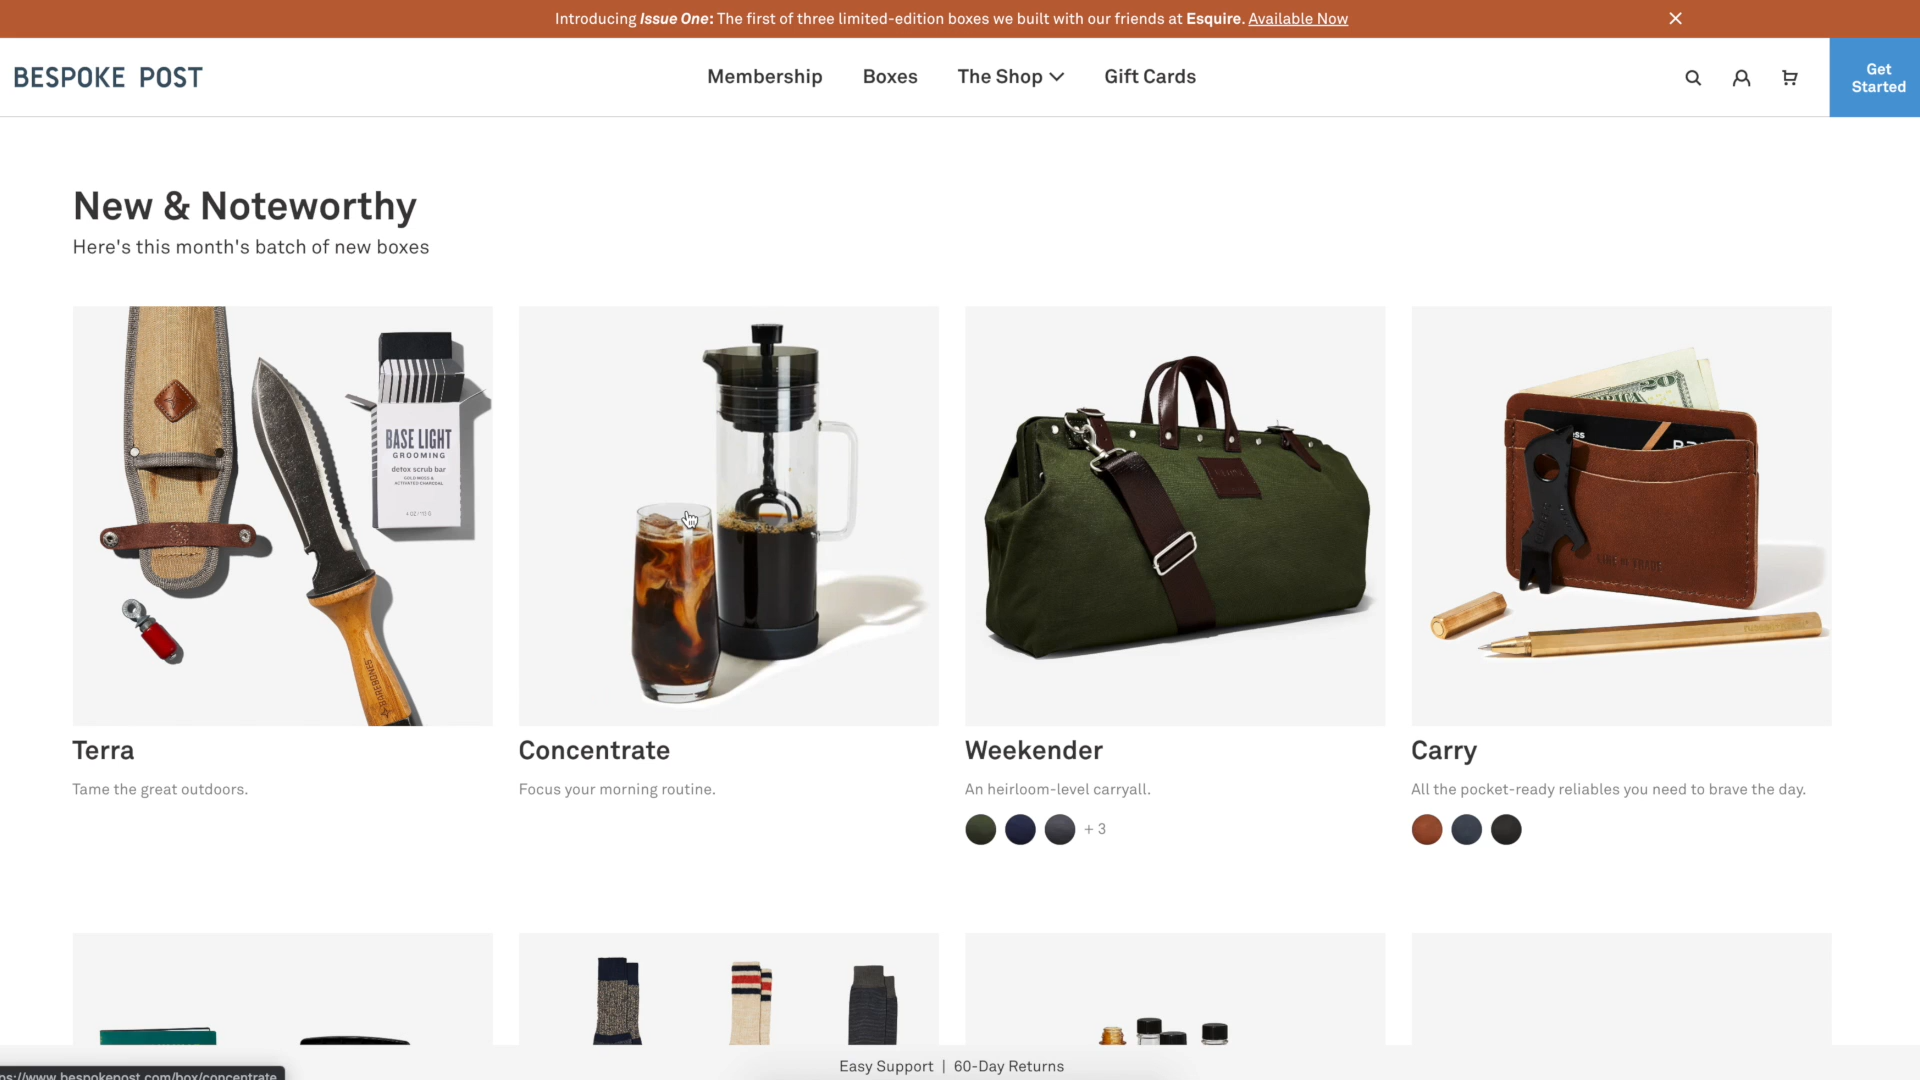 Introducing Issue One: The first of three limited-edition boxes we built with our friends at Esquire. Available Now
BESPOKE POST
Membership
Boxes
The Shop
Gift Cards
Get
Started
New & Noteworthy
Here's this month's batch of new boxes
BASE LIGHT
GROOMING
detox scrub bar
BAREBONES
20
Terra
Concentrate
Weekender
Carry
Tame the great outdoors.
Focus your morning routine.
An heirloom-level carryall.
All the pocket-ready reliables you need to brave the day.
+ 3
Easy Support | 60-Day Returns
ps://www.bespokepost.com/box/concentrate